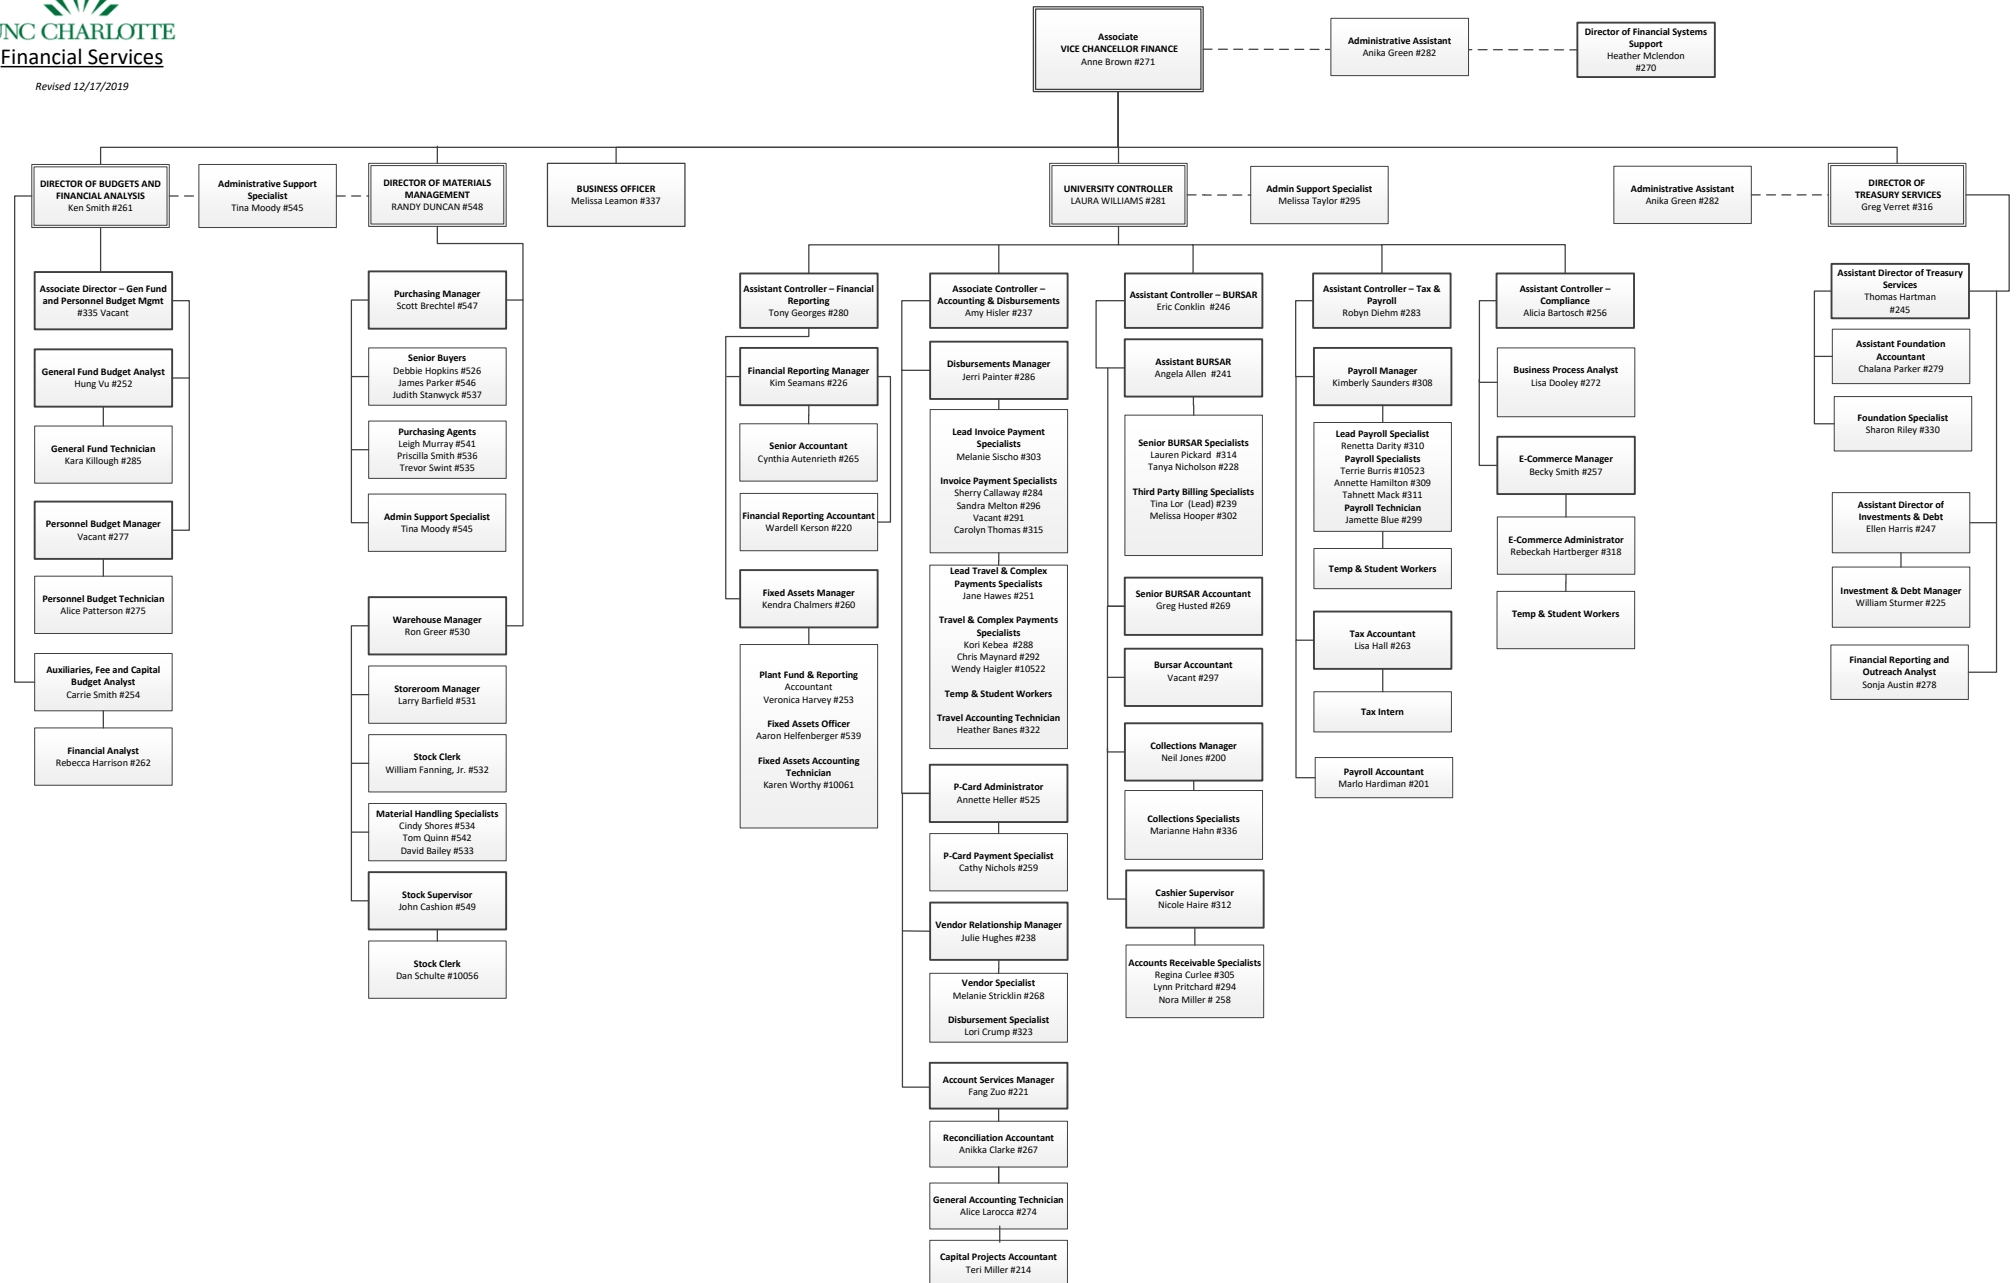 UNC CHARLOTTE
Financial Services
Revised 12/17/2019
Associate
VICE CHANCELLOR FINANCE
Anne Brown #271
Administrative Assistant
Anika Green #282
Director of Financial Systems
Support
Heather Mclendon
#270
DIRECTOR OF BUDGETS AND
FINANCIAL ANALYSIS
Ken Smith #261
Administrative Support
Specialist
Tina Moody #545
DIRECTOR OF MATERIALS
MANAGEMENT
RANDY DUNCAN #548
BUSINESS OFFICER
Melissa Leamon #337
UNIVERSITY CONTROLLER
LAURA WILLIAMS #281
Admin Support Specialist
Melissa Taylor #295
Administrative Assistant
Anika Green #282
DIRECTOR OF
TREASURY SERVICES
Greg Verret #316
Associate Director – Gen Fund
and Personnel Budget Mgmt
#335 Vacant
General Fund Budget Analyst
Hung Vu #252
General Fund Technician
Kara Killough #285
Personnel Budget Manager
Vacant #277
Personnel Budget Technician
Alice Patterson #275
Auxiliaries, Fee and Capital
Budget Analyst
Carrie Smith #254
Financial Analyst
Rebecca Harrison #262
Purchasing Manager
Scott Brechtel #547
Senior Buyers
Debbie Hopkins #526
James Parker #546
Judith Stanwyck #537
Purchasing Agents
Leigh Murray #541
Priscilla Smith #536
Trevor Swint #535
Admin Support Specialist
Tina Moody #545
Warehouse Manager
Ron Greer #530
Storeroom Manager
Larry Barfield #531
Stock Clerk
William Fanning, Jr. #532
Material Handling Specialists
Cindy Shores #534
Tom Quinn #542
David Bailey #533
Stock Supervisor
John Cashion #549
Stock Clerk
Dan Schulte #10056
Assistant Controller – Financial
Reporting
Tony Georges #280
Financial Reporting Manager
Kim Seamans #226
Senior Accountant
Cynthia Autenrieth #265
Financial Reporting Accountant
Wardell Kerson #220
Fixed Assets Manager
Kendra Chalmers #260
Plant Fund & Reporting
Accountant
Veronica Harvey #253
Fixed Assets Officer
Aaron Helfenberger #539
Fixed Assets Accounting
Technician
Karen Worthy #10061
Associate Controller –
Accounting & Disbursements
Amy Hisler #237
Disbursements Manager
Jerri Painter #286
Lead Invoice Payment
Specialists
Melanie Sischo #303
Invoice Payment Specialists
Sherry Callaway #284
Sandra Melton #296
Vacant #291
Carolyn Thomas #315
Lead Travel & Complex
Payments Specialists
Jane Hawes #251
Travel & Complex Payments
Specialists
Kori Kebea #288
Chris Maynard #292
Wendy Haigler #10522
Temp & Student Workers
Travel Accounting Technician
Heather Banes #322
P-Card Administrator
Annette Heller #525
P-Card Payment Specialist
Cathy Nichols #259
Vendor Relationship Manager
Julie Hughes #238
Vendor Specialist
Melanie Stricklin #268
Disbursement Specialist
Lori Crump #323
Account Services Manager
Fang Zuo #221
Reconciliation Accountant
Anikka Clarke #267
General Accounting Technician
Alice Larocca #274
Capital Projects Accountant
Teri Miller #214
Assistant Controller – BURSAR
Eric Conklin #246
Assistant BURSAR
Angela Allen #241
Senior BURSAR Specialists
Lauren Pickard #314
Tanya Nicholson #228
Third Party Billing Specialists
Tina Lor (Lead) #239
Melissa Hooper #302
Senior BURSAR Accountant
Greg Husted #269
Bursar Accountant
Vacant #297
Collections Manager
Neil Jones #200
Collections Specialists
Marianne Hahn #336
Cashier Supervisor
Nicole Haire #312
Accounts Receivable Specialists
Regina Curlee #305
Lynn Pritchard #294
Nora Miller # 258
Assistant Controller – Tax &
Payroll
Robyn Diehm #283
Payroll Manager
Kimberly Saunders #308
Lead Payroll Specialist
Renetta Darity #310
Payroll Specialists
Terrie Burris #10523
Annette Hamilton #309
Tahnett Mack #311
Payroll Technician
Jamette Blue #299
Temp & Student Workers
Tax Accountant
Lisa Hall #263
Tax Intern
Payroll Accountant
Marlo Hardiman #201
Assistant Controller –
Compliance
Alicia Bartosch #256
Business Process Analyst
Lisa Dooley #272
E-Commerce Manager
Becky Smith #257
E-Commerce Administrator
Rebeckah Hartberger #318
Temp & Student Workers
Assistant Director of Treasury
Services
Thomas Hartman
#245
Assistant Foundation
Accountant
Chalana Parker #279
Foundation Specialist
Sharon Riley #330
Assistant Director of
Investments & Debt
Ellen Harris #247
Investment & Debt Manager
William Sturmer #225
Financial Reporting and
Outreach Analyst
Sonja Austin #278